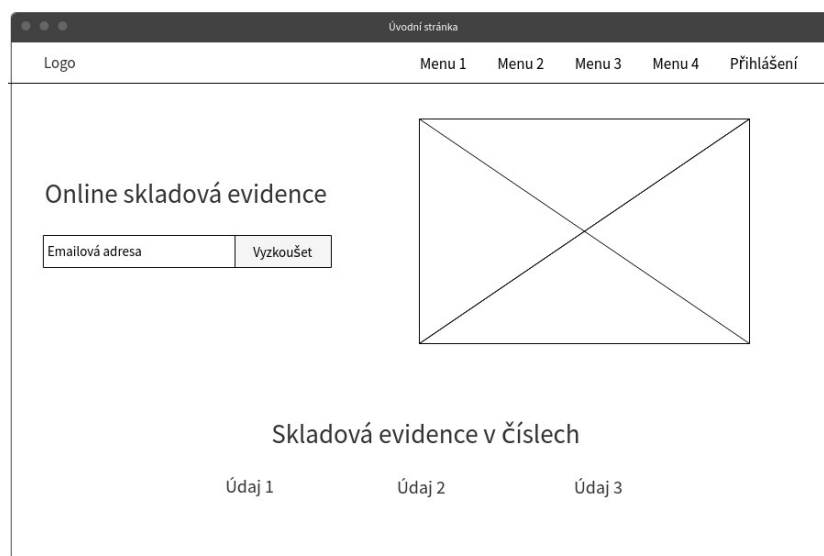 Úvodní stránka
Logo Menu 1 Menu 2 Menu 3 Menu 4 Přihlášení
Online skladová evidence
Emailová adresa Vyzkoušet
Skladová evidence v číslech
Údaj 1 Údaj 2 Údaj 3